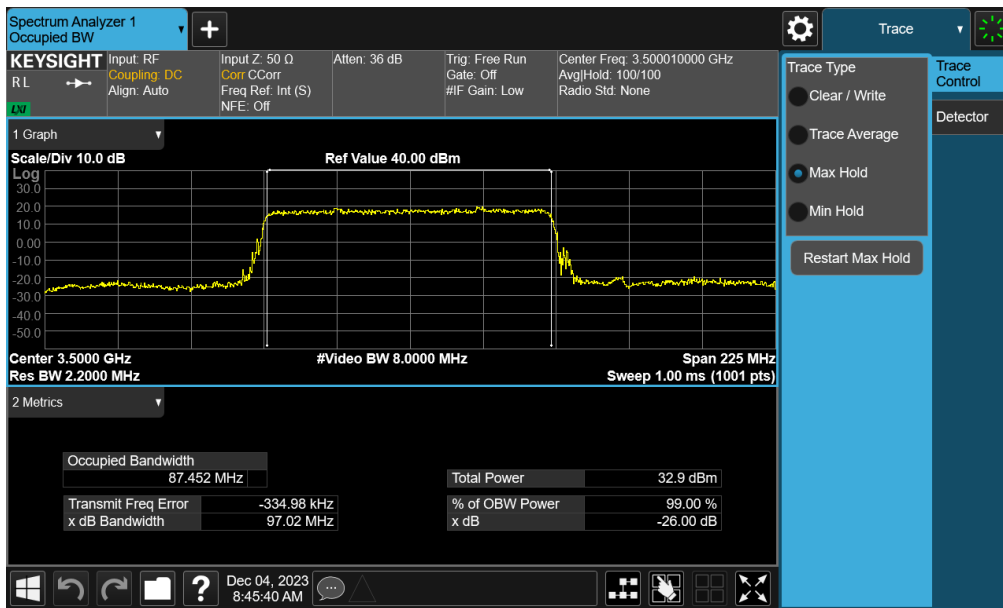 Spectrum Analyzer 1
Occupied BW
Trace
KEYSIGHT
R L
LXI
Input: RF
Coupling: DC
Align: Auto
Input Z: 50 Ω
Corr CCorr
Freq Ref: Int (S)
NFE: Off
Atten: 36 dB
Trig: Free Run
Gate: Off
#IF Gain: Low
Center Freq: 3.500010000 GHz
Avg|Hold: 100/100
Radio Std: None
Trace Type
Clear / Write
Trace Average
Max Hold
Min Hold
Restart Max Hold
Trace
Control
Detector
1 Graph
Scale/Div 10.0 dB
Ref Value 40.00 dBm
Log
30.0
20.0
10.0
0.00
-10.0
-20.0
-30.0
-40.0
-50.0
Center 3.5000 GHz
#Video BW 8.0000 MHz
Span 225 MHz
Res BW 2.2000 MHz
Sweep 1.00 ms (1001 pts)
2 Metrics
Occupied Bandwidth
87.452 MHz
Total Power 32.9 dBm
Transmit Freq Error -334.98 kHz
% of OBW Power 99.00 %
x dB Bandwidth 97.02 MHz
x dB -26.00 dB
?
Dec 04, 2023
8:45:40 AM